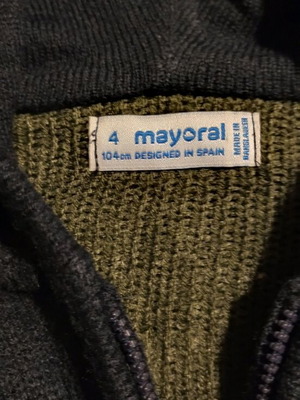 4 mayoral
104cm DESIGNED IN SPAIN
MADE IN
BANGLADESH